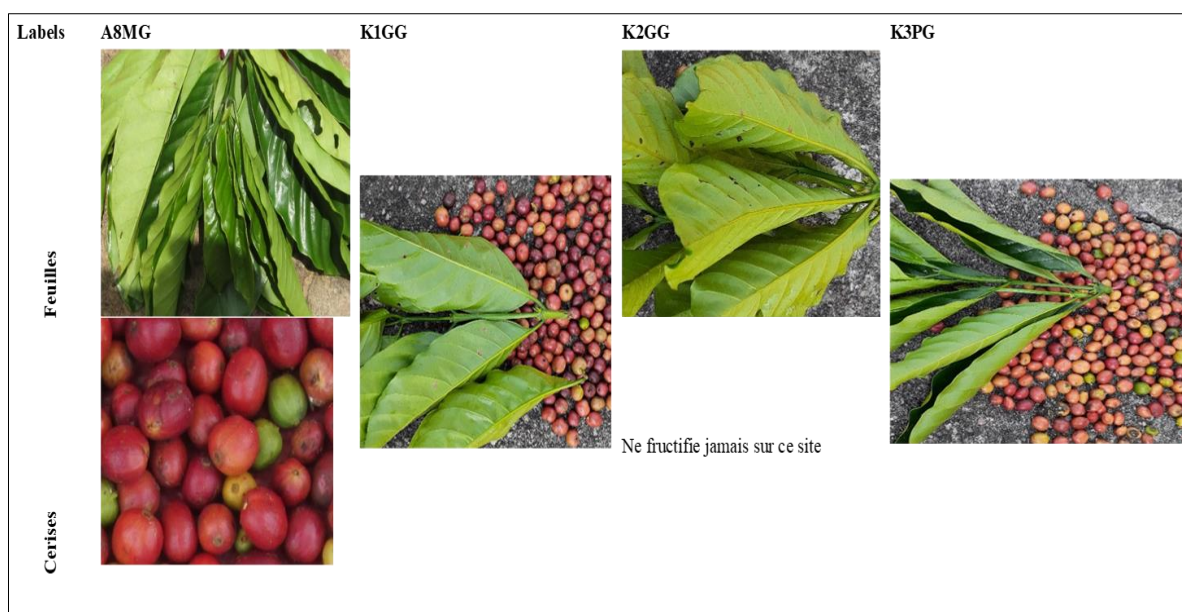 Labels A8MG K1GG K2GG K3PG
Feuilles
Ne fructifie jamais sur ce site
Cerises